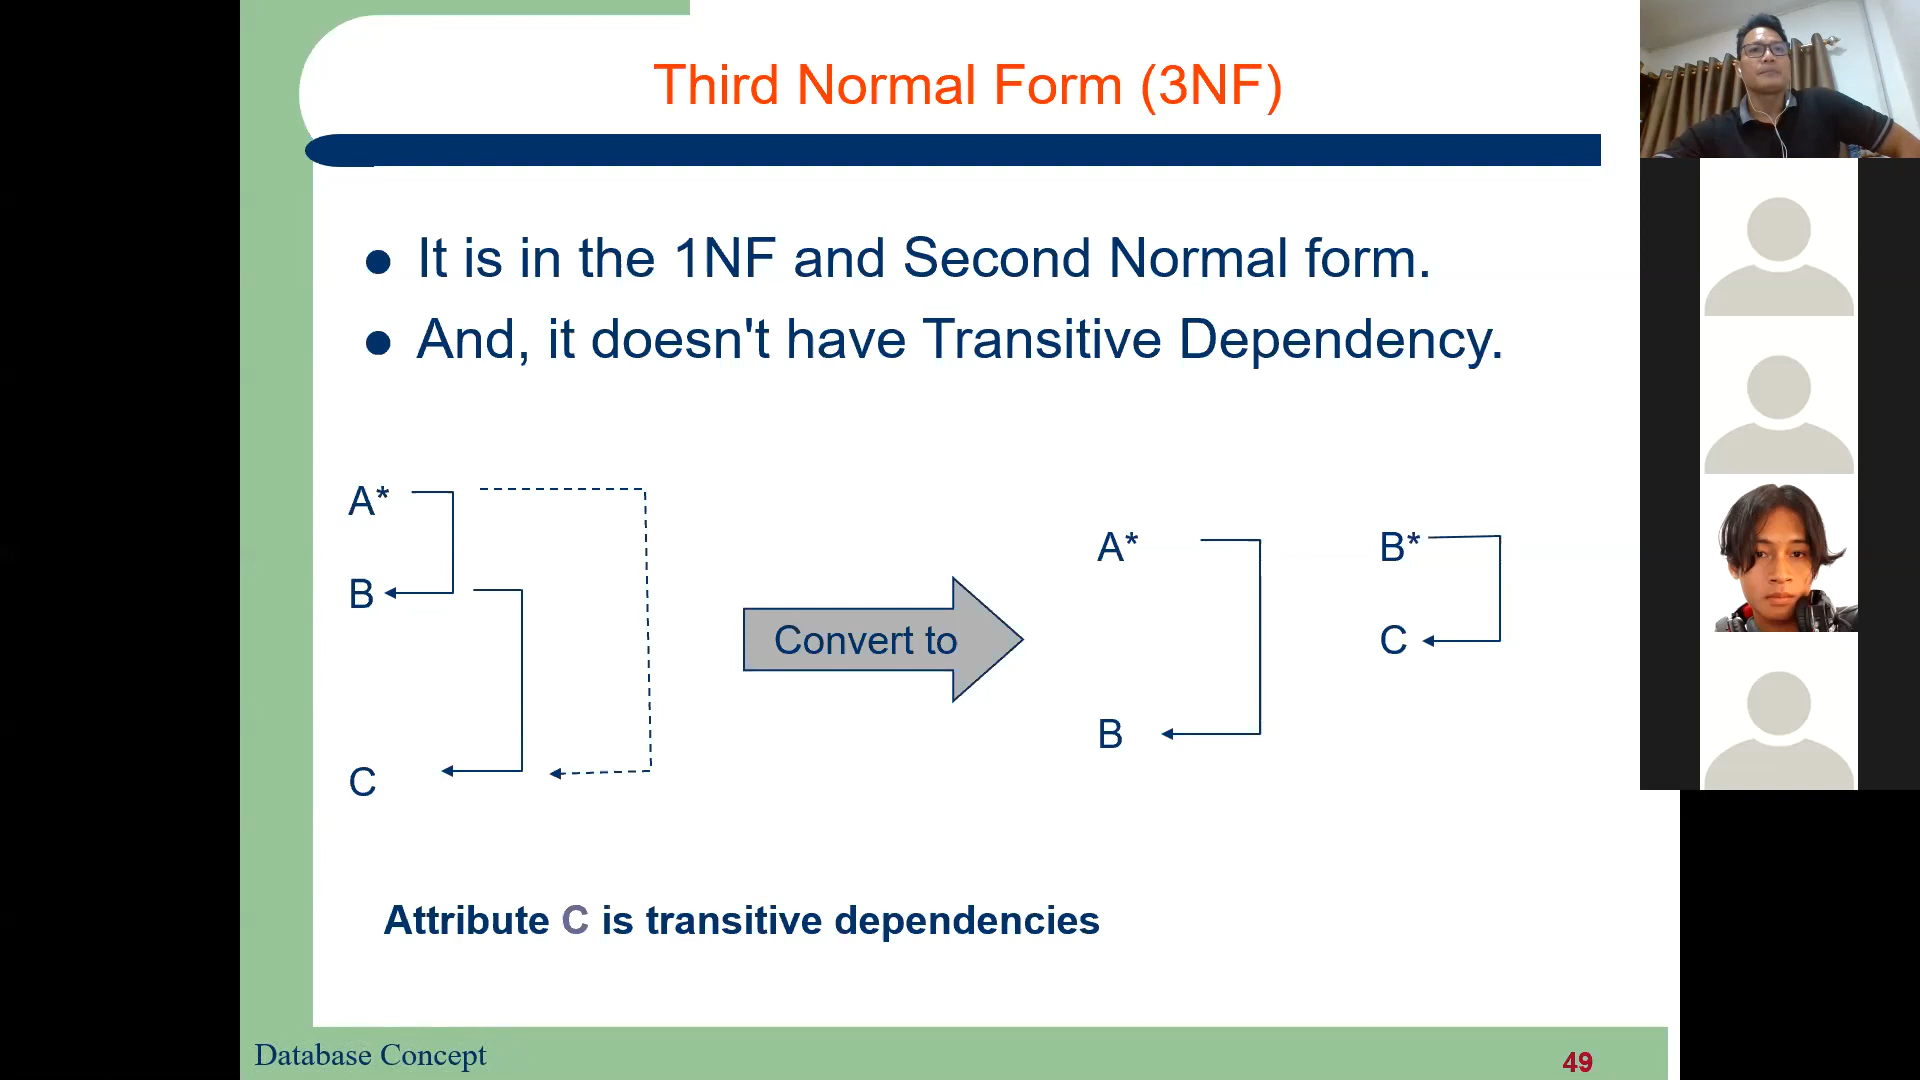 Third Normal Form (3NF)
● It is in the 1NF and Second Normal form.
● And, it doesn't have Transitive Dependency.
A*
B
C
Convert to
A*
B
B*
C
Attribute C is transitive dependencies
Database Concept
49